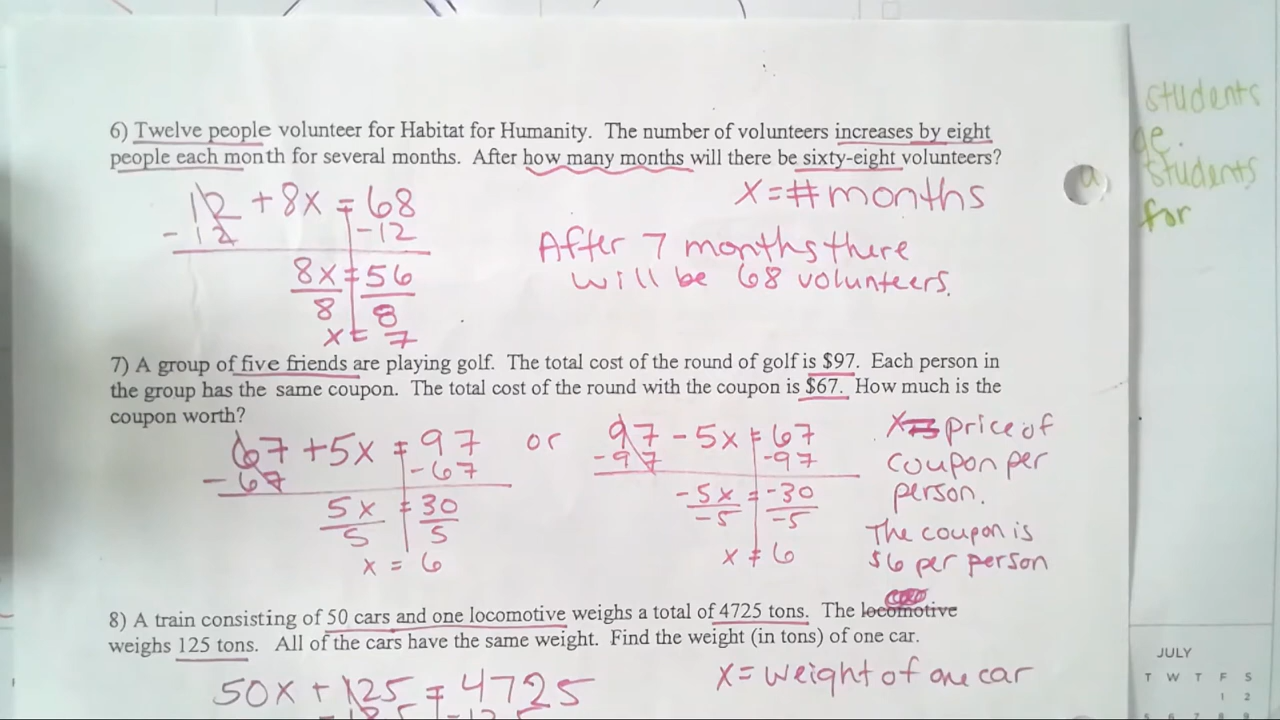 6) Twelve people volunteer for Habitat for Humanity. The number of volunteers increases by eight
people each month for several months. After how many months will there be sixty-eight volunteers?
12 + 8x = 68
-12 -12
8x = 56
8 8
x = 7
x = # months
After 7 months there
will be 68 volunteers.
7) A group of five friends are playing golf. The total cost of the round of golf is $97. Each person in
the group has the same coupon. The total cost of the round with the coupon is $67. How much is the
coupon worth?
67 + 5x = 97
-67 -67
5x = 30
5 5
x = 6
or
97 - 5x = 67
-97 -97
-5x = -30
-5 -5
x = 6
x = price of
coupon per
person.
The coupon is
$6 per person
8) A train consisting of 50 cars and one locomotive weighs a total of 4725 tons. The locomotive
weighs 125 tons. All of the cars have the same weight. Find the weight (in tons) of one car.
50x + 125 = 4725
-125 -125
x = weight of one car
students
students
for
a
JULY
T W T F S
1 2
5 6 7 8 9